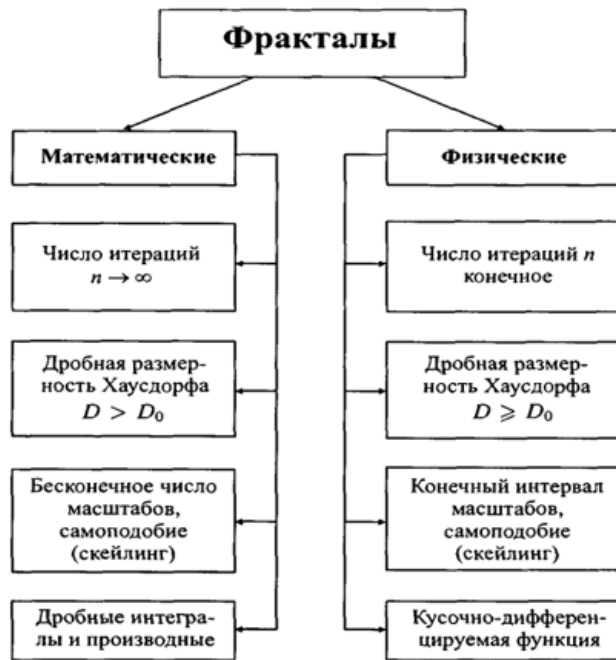 Фракталы
Математические
Число итераций
n → ∞
Дробная размер-
ность Хаусдорфа
D > D₀
Бесконечное число
масштабов,
самоподобие
(скейлинг)
Дробные интегра-
лы и производные
Физические
Число итераций n
конечное
Дробная размер-
ность Хаусдорфа
D ⩾ D₀
Конечный интервал
масштабов,
самоподобие
(скейлинг)
Кусочно-дифферен-
цируемая функция